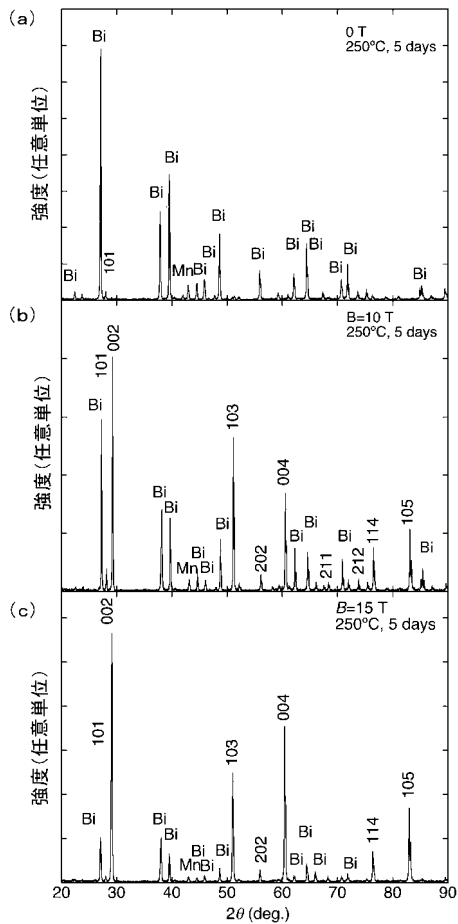 (a)
0 T
250°C, 5 days
強度(任意単位)
Bi
Bi
101
Bi
Bi
Mn
Bi
Bi
Bi
Bi
Bi
Bi
Bi
Bi
Bi
(b)
B=10 T
250°C, 5 days
強度(任意単位)
Bi
101
002
Bi
Bi
Mn
Bi
Bi
Bi
103
202
004
Bi
Bi
211
Bi
212
114
105
Bi
(c)
B=15 T
250°C, 5 days
強度(任意単位)
Bi
101
002
Bi
Bi
Mn
Bi
Bi
Bi
103
202
004
Bi
Bi
Bi
Bi
114
105
20 30 40 50 60 70 80 90
2θ (deg.)